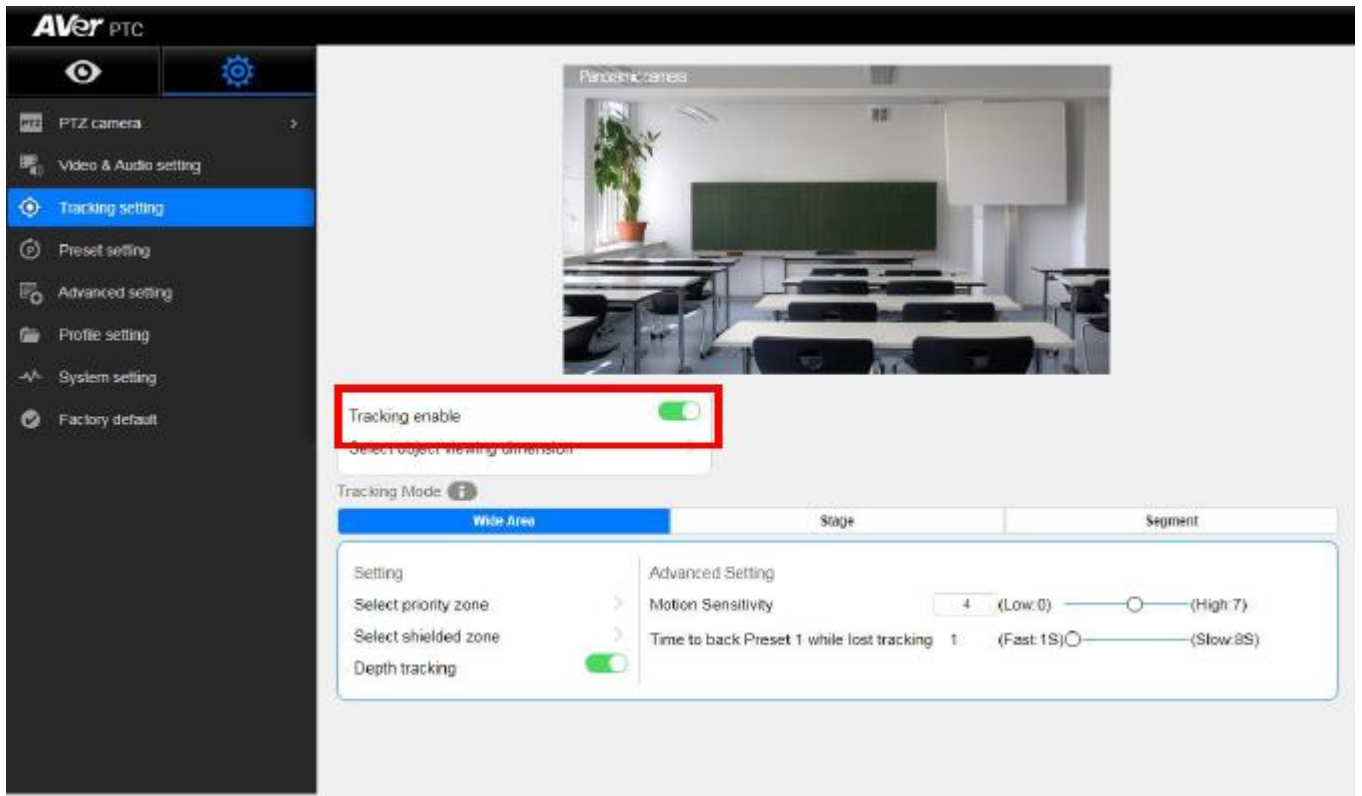 AVer PTC
PTZ PTZ camera
Video & Audio setting
Tracking setting
Preset setting
Advanced setting
Profile setting
System setting
Factory default
Panoramic camera
Tracking enable
Select object viewing dimension
Tracking Mode i
Wide Area Stage Segment
Setting Advanced Setting
Select priority zone Motion Sensitivity 4 (Low:0) (High:7)
Select shielded zone Time to back Preset 1 while lost tracking 1 (Fast:1S) (Slow:8S)
Depth tracking